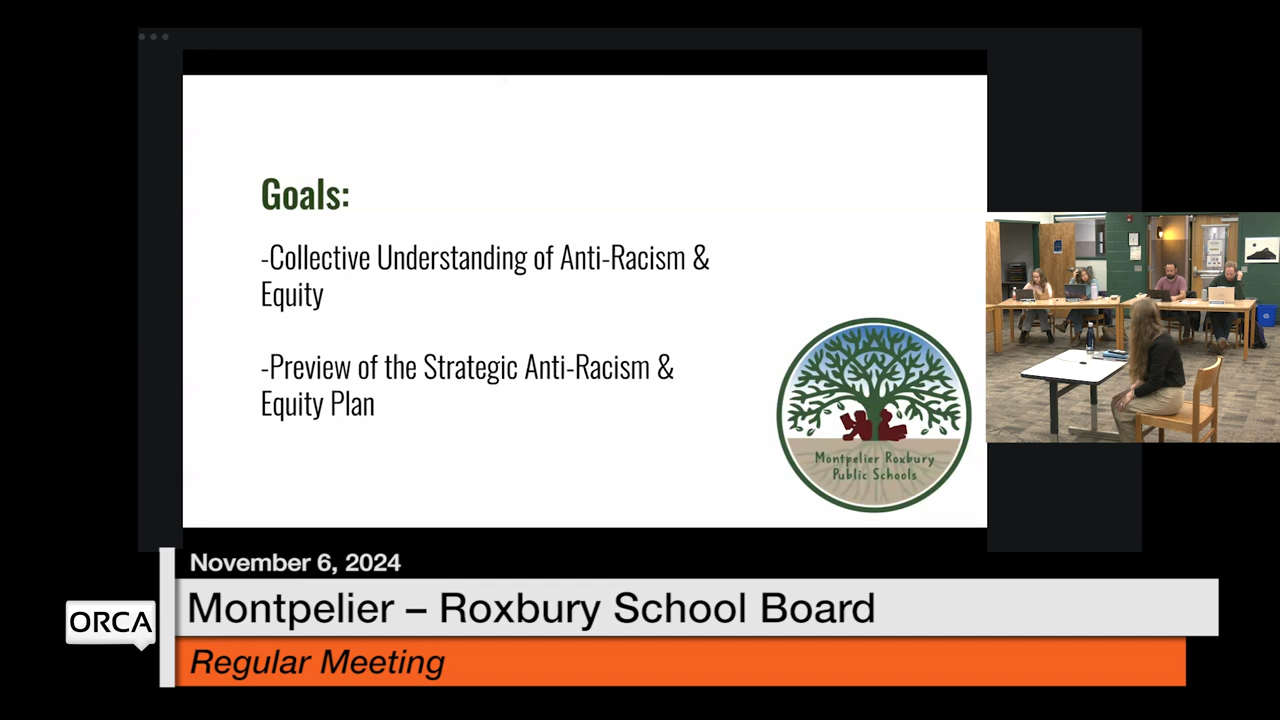 Goals:
-Collective Understanding of Anti-Racism &
Equity
-Preview of the Strategic Anti-Racism &
Equity Plan
Montpelier Roxbury
Public Schools
November 6, 2024
ORCA
Montpelier – Roxbury School Board
Regular Meeting